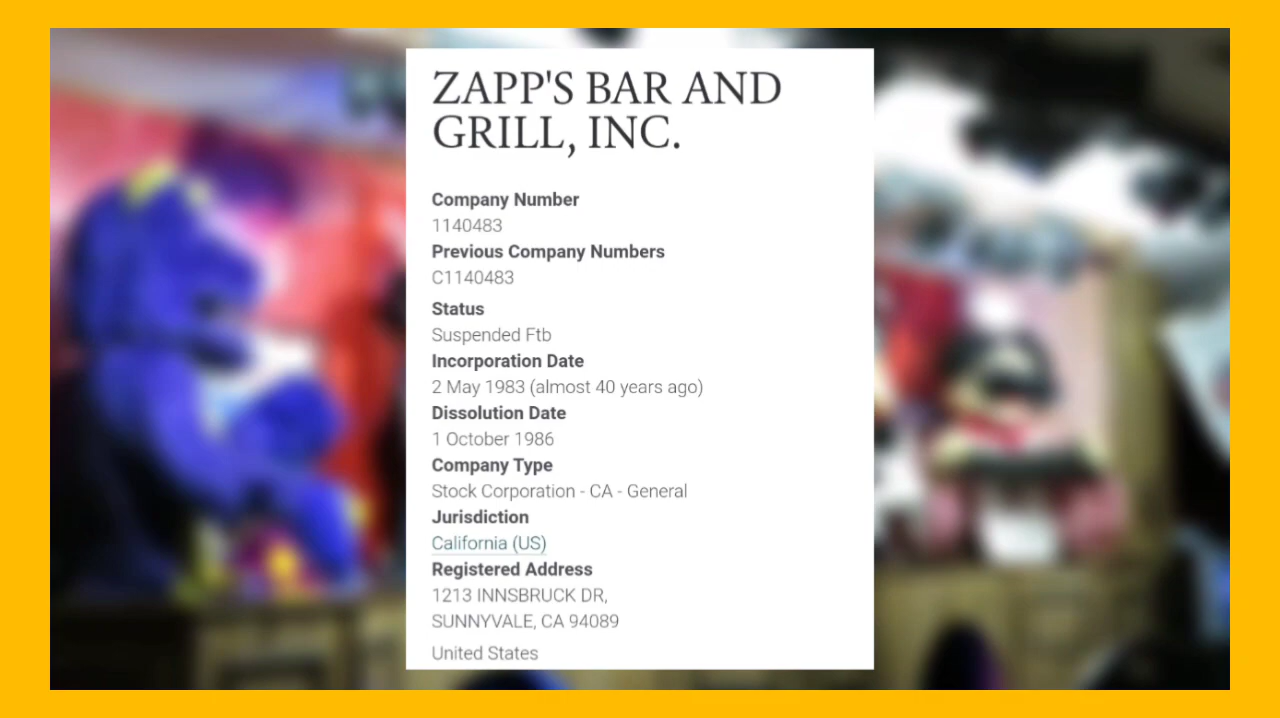 ZAPP'S BAR AND
GRILL, INC.
Company Number
1140483
Previous Company Numbers
C1140483
Status
Suspended Ftb
Incorporation Date
2 May 1983 (almost 40 years ago)
Dissolution Date
1 October 1986
Company Type
Stock Corporation - CA - General
Jurisdiction
California (US)
Registered Address
1213 INNSBRUCK DR,
SUNNYVALE, CA 94089
United States